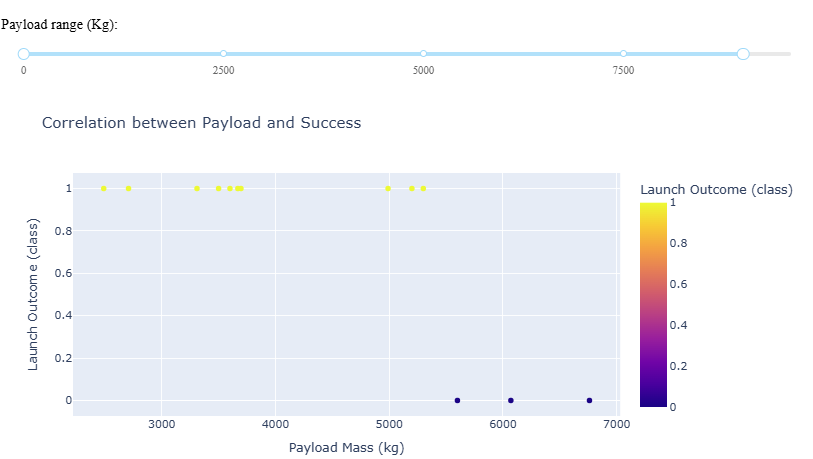 Payload range (Kg):
0 2500 5000 7500
Correlation between Payload and Success
Launch Outcome (class)
1
0.8
0.6
0.4
0.2
0
3000 4000 5000 6000 7000
Payload Mass (kg)
Launch Outcome (class)
1
0.8
0.6
0.4
0.2
0